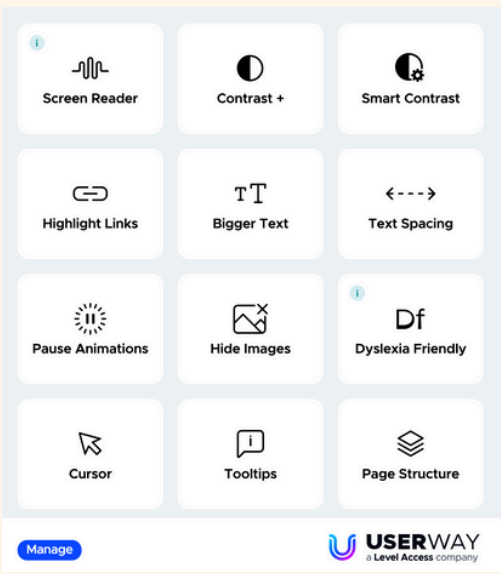 Screen Reader
Contrast +
Smart Contrast
Highlight Links
TT
Bigger Text
Text Spacing
Pause Animations
Hide Images
Df
Dyslexia Friendly
Cursor
Tooltips
Page Structure
Manage
USERWAY
a Level Access company